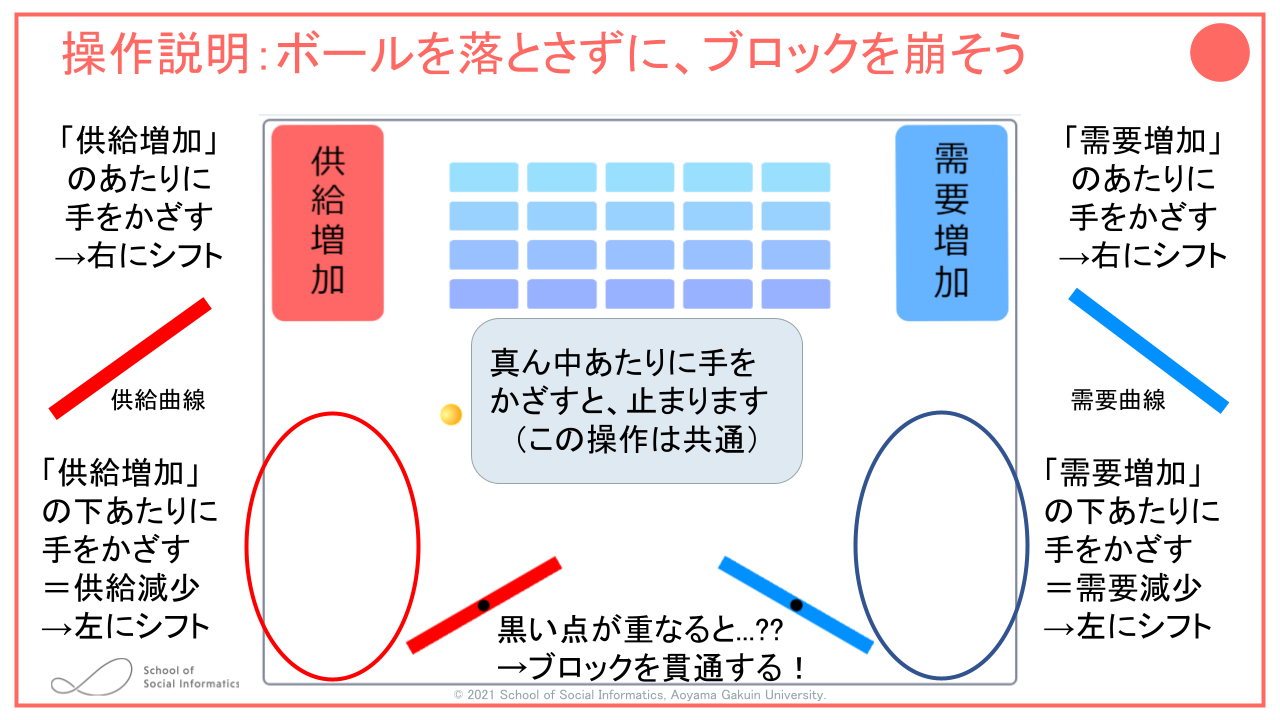 操作説明：ボールを落とさずに、ブロックを崩そう
「供給増加」
のあたりに
手をかざす
→右にシフト
供給曲線
「供給増加」
の下あたりに
手をかざす
＝供給減少
→左にシフト
供給増加
需要増加
真ん中あたりに手を
かざすと、止まります
（この操作は共通）
黒い点が重なると...??
→ブロックを貫通する！
「需要増加」
のあたりに
手をかざす
→右にシフト
需要曲線
「需要増加」
の下あたりに
手をかざす
＝需要減少
→左にシフト
School of
Social Informatics
© 2021 School of Social Informatics, Aoyama Gakuin University.